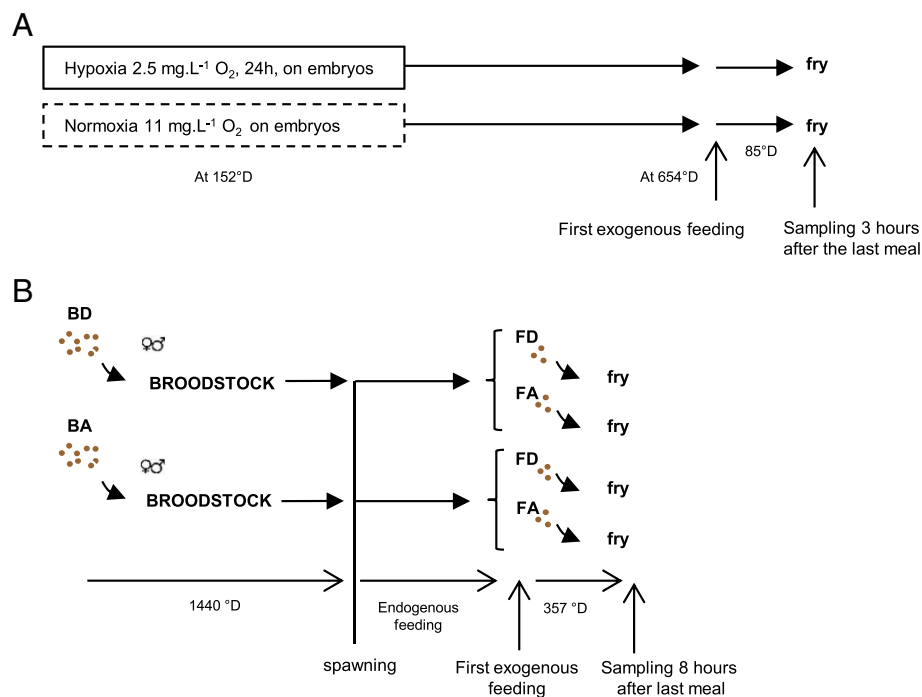 A
Hypoxia 2.5 mg.L⁻¹ O₂, 24h, on embryos
fry
Normoxia 11 mg.L⁻¹ O₂ on embryos
fry
85°D
At 152°D
At 654°D
First exogenous feeding
Sampling 3 hours
after the last meal
B
BD
♀♂
BROODSTOCK
FD
fry
FA
fry
BA
♀♂
BROODSTOCK
FD
fry
FA
fry
1440 °D
Endogenous
feeding
357 °D
spawning
First exogenous
feeding
Sampling 8 hours
after last meal